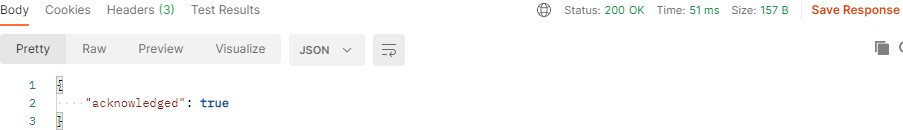 Body Cookies Headers (3) Test Results Status: 200 OK Time: 51 ms Size: 157 B Save Response
Pretty Raw Preview Visualize JSON
1 {
2 "acknowledged": true
3 }